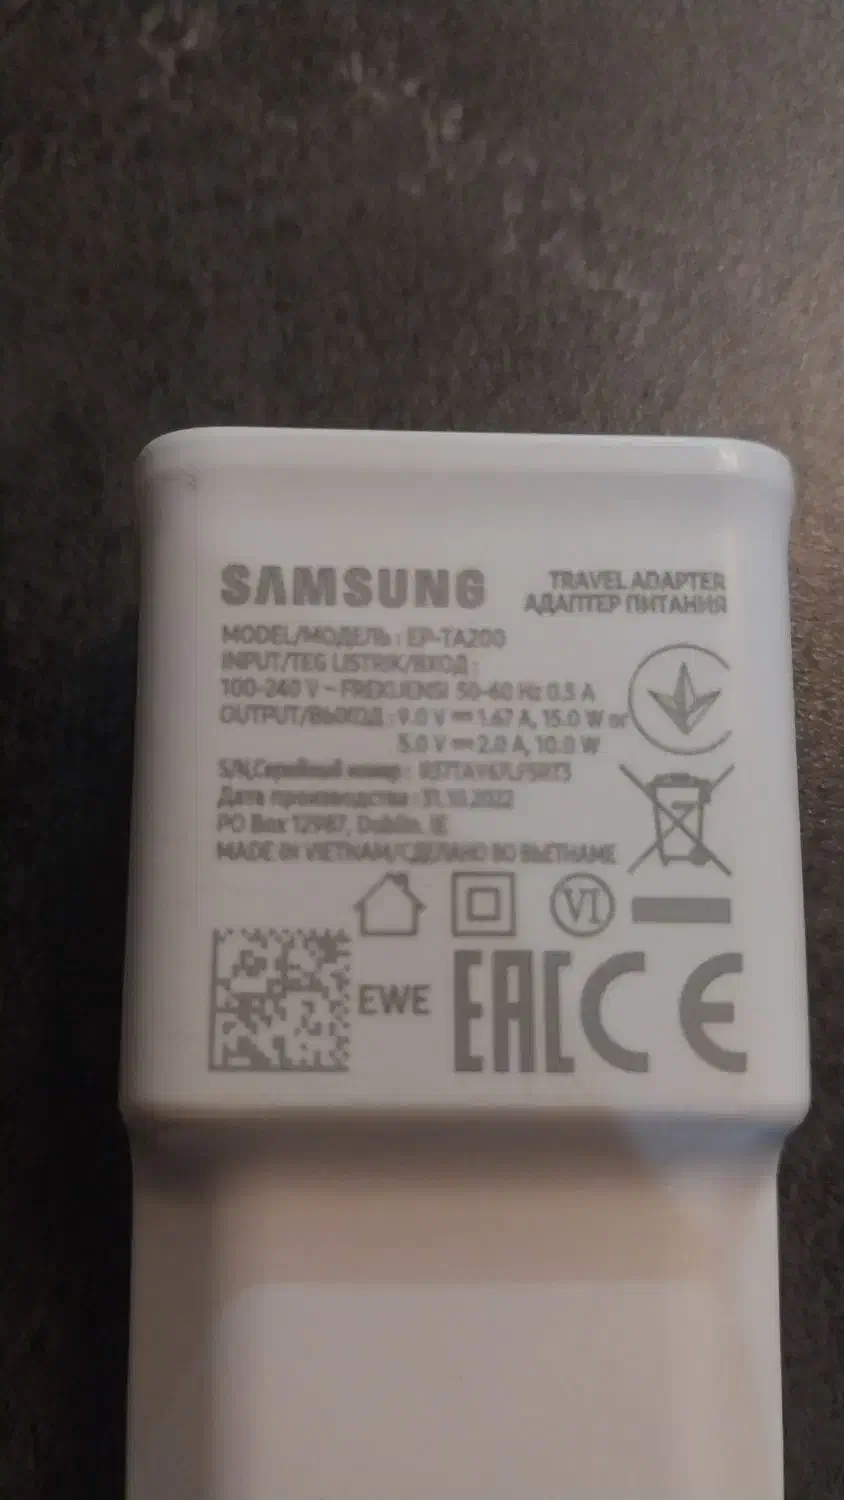 SAMSUNG
TRAVEL ADAPTER
АДАПТЕР ПИТАНИЯ
MODEL/МОДЕЛЬ : EP-TA200
INPUT/TEG LISTRIK/ВХОД :
100-240 V ~ FREKUENSI 50-60 Hz 0.5 A
OUTPUT/ВЫХОД : 9.0 V ⎓ 1.67 A, 15.0 W or
5.0 V ⎓ 2.0 A, 10.0 W
S/N,Серийный номер :
Дата производства : 31.10.2022
PO Box 12987, Dublin. IE
MADE IN VIETNAM/СДЕЛАНО ВО ВЬЕТНАМЕ
VI
EWE
EAC CE